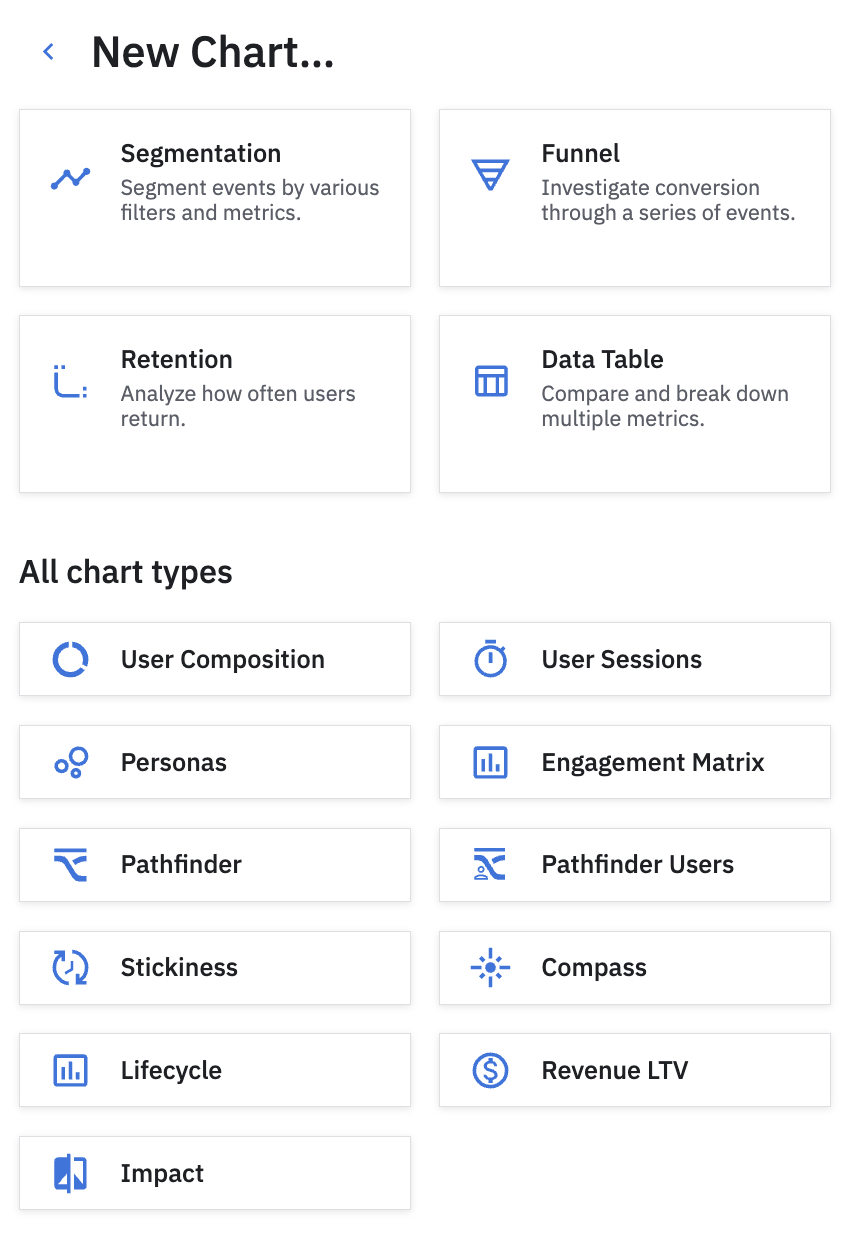 New Chart...
Segmentation
Segment events by various
filters and metrics.
Funnel
Investigate conversion
through a series of events.
Retention
Analyze how often users
return.
Data Table
Compare and break down
multiple metrics.
All chart types
User Composition
User Sessions
Personas
Engagement Matrix
Pathfinder
Pathfinder Users
Stickiness
Compass
Lifecycle
Revenue LTV
Impact